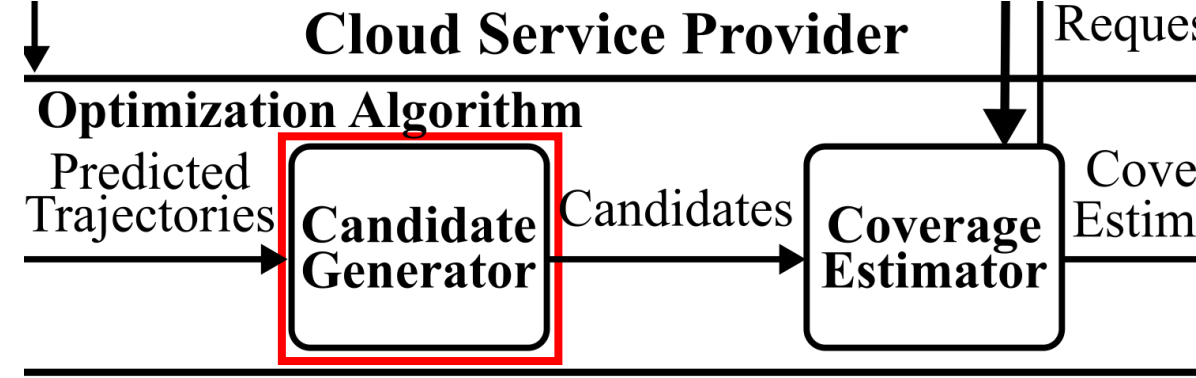 Cloud Service Provider
Optimization Algorithm
Predicted
Trajectories
Candidate
Generator
Candidates
Coverage
Estimator